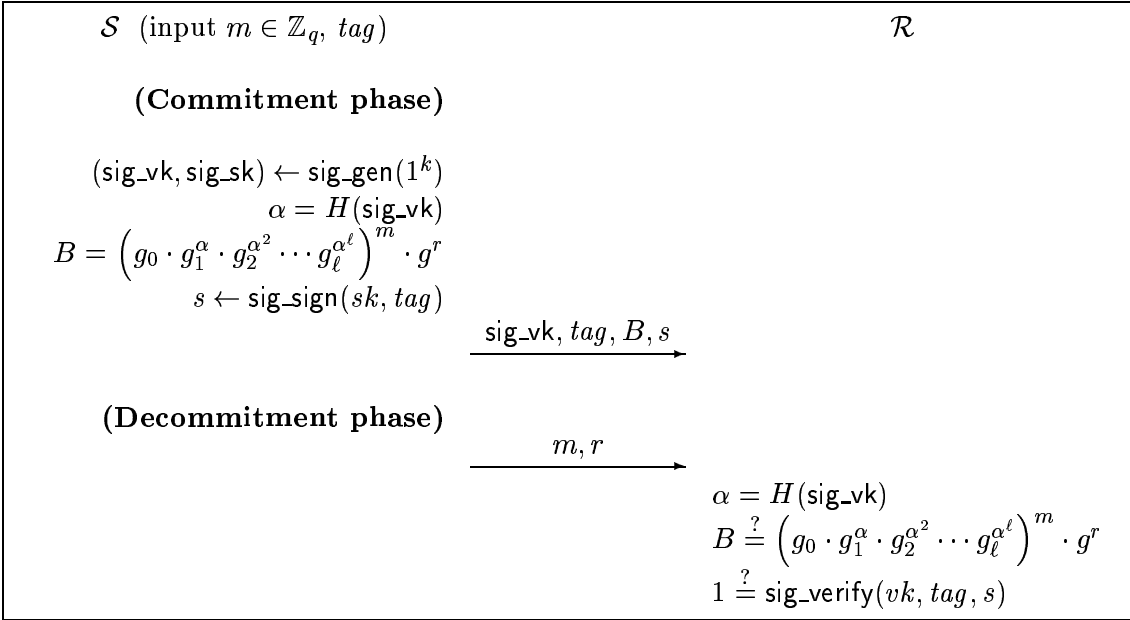 𝒮 (input m ∈ ℤ_q, tag) ℛ
(Commitment phase)
(sig_vk, sig_sk) ← sig_gen(1^k)
α = H(sig_vk)
B = (g_0 · g_1^α · g_2^{α^2} ··· g_ℓ^{α^ℓ})^m · g^r
s ← sig_sign(sk, tag)
sig_vk, tag, B, s
(Decommitment phase)
m, r
α = H(sig_vk)
B ≟ (g_0 · g_1^α · g_2^{α^2} ··· g_ℓ^{α^ℓ})^m · g^r
1 ≟ sig_verify(vk, tag, s)